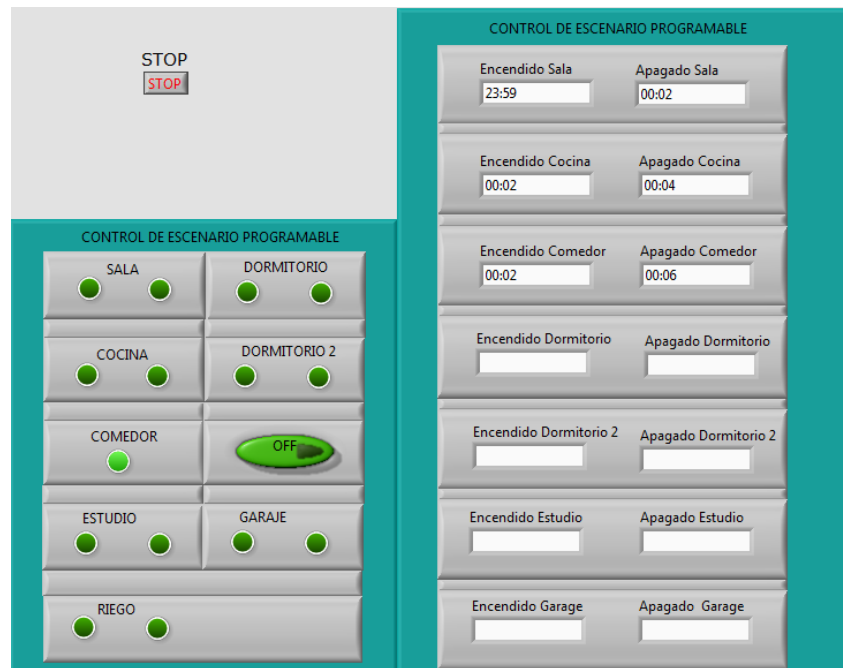 STOP
STOP
CONTROL DE ESCENARIO PROGRAMABLE
SALA
DORMITORIO
COCINA
DORMITORIO 2
COMEDOR
OFF
ESTUDIO
GARAJE
RIEGO
CONTROL DE ESCENARIO PROGRAMABLE
Encendido Sala Apagado Sala
23:59 00:02
Encendido Cocina Apagado Cocina
00:02 00:04
Encendido Comedor Apagado Comedor
00:02 00:06
Encendido Dormitorio Apagado Dormitorio
Encendido Dormitorio 2 Apagado Dormitorio 2
Encendido Estudio Apagado Estudio
Encendido Garage Apagado Garage